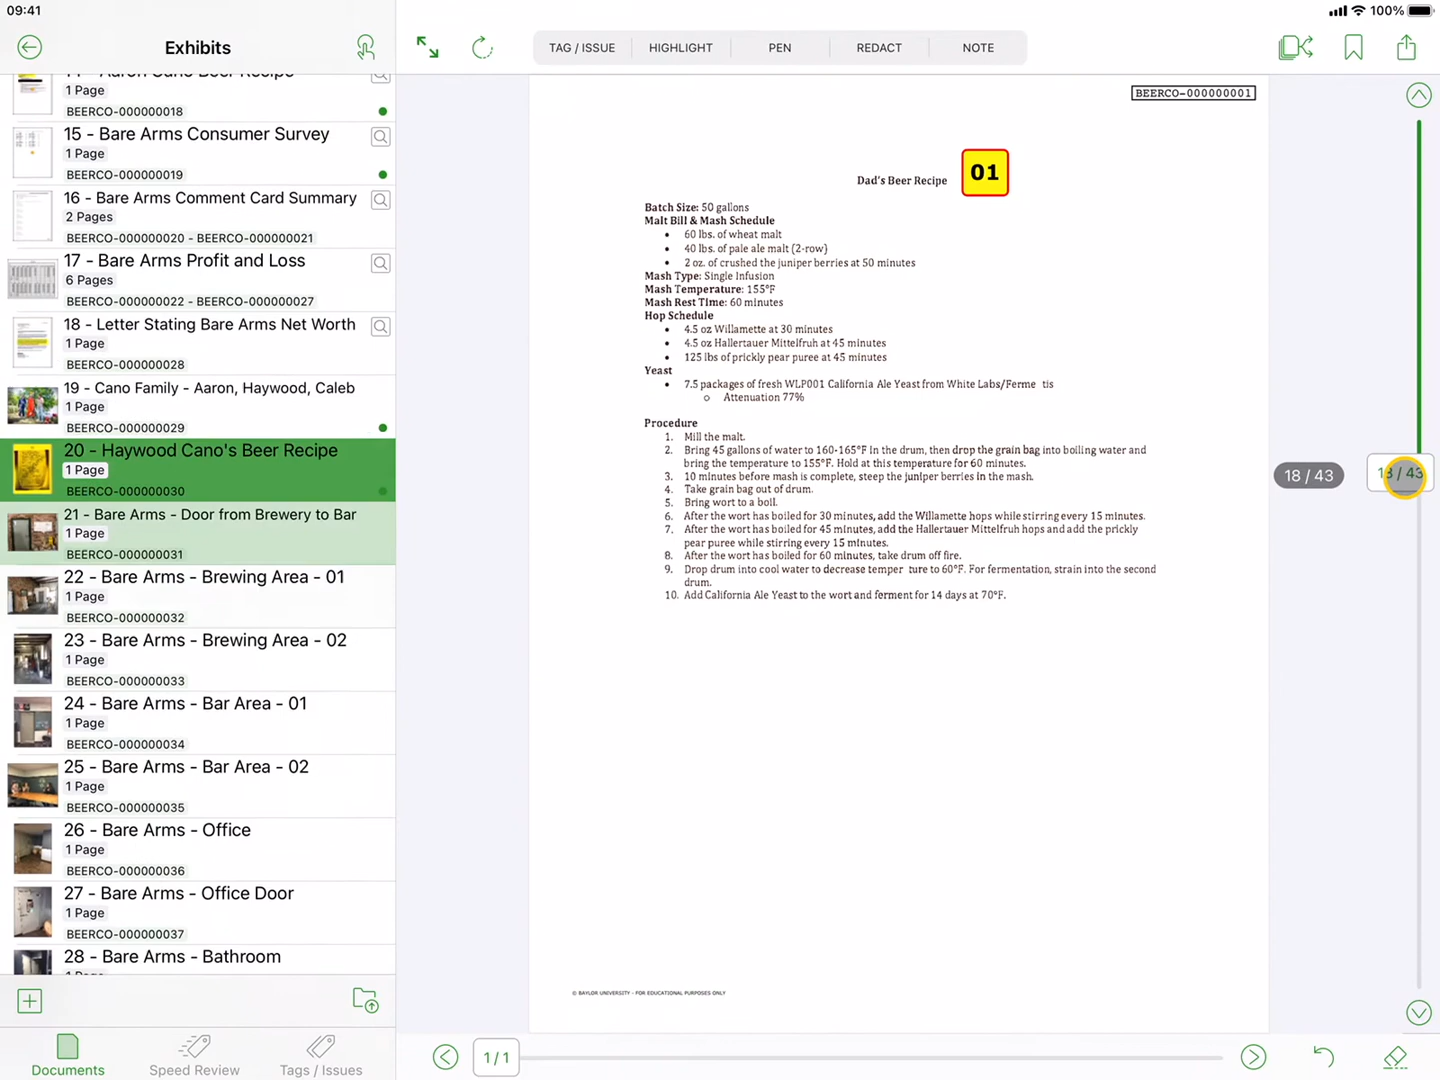 09:41
100%
Exhibits
TAG / ISSUE
HIGHLIGHT
PEN
REDACT
NOTE
14 - Aaron Cano Beer Recipe
1 Page
BEERCO-000000018
15 - Bare Arms Consumer Survey
1 Page
BEERCO-000000019
16 - Bare Arms Comment Card Summary
2 Pages
BEERCO-000000020 - BEERCO-000000021
17 - Bare Arms Profit and Loss
6 Pages
BEERCO-000000022 - BEERCO-000000027
18 - Letter Stating Bare Arms Net Worth
1 Page
BEERCO-000000028
19 - Cano Family - Aaron, Haywood, Caleb
1 Page
BEERCO-000000029
20 - Haywood Cano's Beer Recipe
1 Page
BEERCO-000000030
21 - Bare Arms - Door from Brewery to Bar
1 Page
BEERCO-000000031
22 - Bare Arms - Brewing Area - 01
1 Page
BEERCO-000000032
23 - Bare Arms - Brewing Area - 02
1 Page
BEERCO-000000033
24 - Bare Arms - Bar Area - 01
1 Page
BEERCO-000000034
25 - Bare Arms - Bar Area - 02
1 Page
BEERCO-000000035
26 - Bare Arms - Office
1 Page
BEERCO-000000036
27 - Bare Arms - Office Door
1 Page
BEERCO-000000037
28 - Bare Arms - Bathroom
Documents
Speed Review
Tags / Issues
BEERCO-000000001
Dad's Beer Recipe
01
Batch Size: 50 gallons
Malt Bill & Mash Schedule
• 60 lbs. of wheat malt
• 40 lbs. of pale ale malt (2-row)
• 2 oz. of crushed the juniper berries at 50 minutes
Mash Type: Single Infusion
Mash Temperature: 155°F
Mash Rest Time: 60 minutes
Hop Schedule
• 4.5 oz Willamette at 30 minutes
• 4.5 oz Hallertauer Mittelfruh at 45 minutes
• 125 lbs of prickly pear puree at 45 minutes
Yeast
• 7.5 packages of fresh WLP001 California Ale Yeast from White Labs/Ferme tis
o Attenuation 77%
Procedure
1. Mill the malt.
2. Bring 45 gallons of water to 160-165°F in the drum, then drop the grain bag into boiling water and
bring the temperature to 155°F. Hold at this temperature for 60 minutes.
3. 10 minutes before mash is complete, steep the juniper berries in the mash.
4. Take grain bag out of drum.
5. Bring wort to a boil.
6. After the wort has boiled for 30 minutes, add the Willamette hops while stirring every 15 minutes.
7. After the wort has boiled for 45 minutes, add the Hallertauer Mittelfruh hops and add the prickly
pear puree while stirring every 15 minutes.
8. After the wort has boiled for 60 minutes, take drum off fire.
9. Drop drum into cool water to decrease temper ture to 60°F. For fermentation, strain into the second
drum.
10. Add California Ale Yeast to the wort and ferment for 14 days at 70°F.
© BAYLOR UNIVERSITY - FOR EDUCATIONAL PURPOSES ONLY
18 / 43
18 / 43
1 / 1